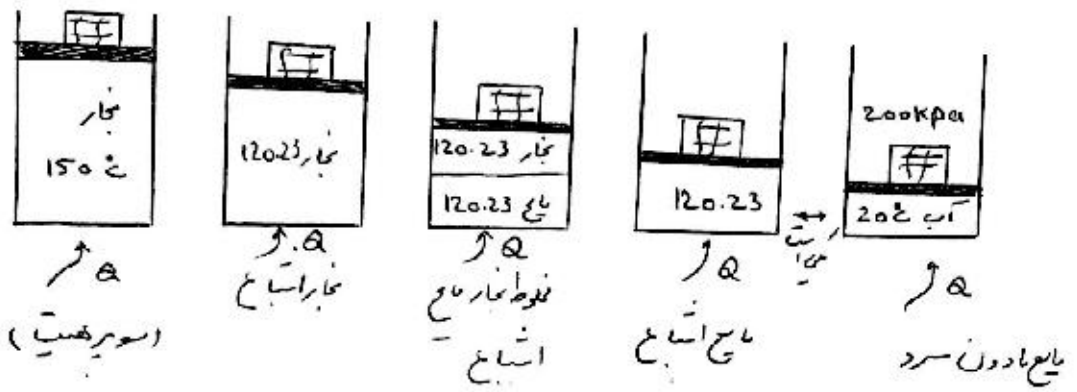 200kpa
آب 20°c
Q
مایع مادون سرد
120.23
Q
مایع اشباع
بخار 120.23
مایع 120.23
Q
مخلوط بخار مایع
اشباع
بخار 120.23
Q
بخار اشباع
بخار
150°c
Q
(سوپرهیت)